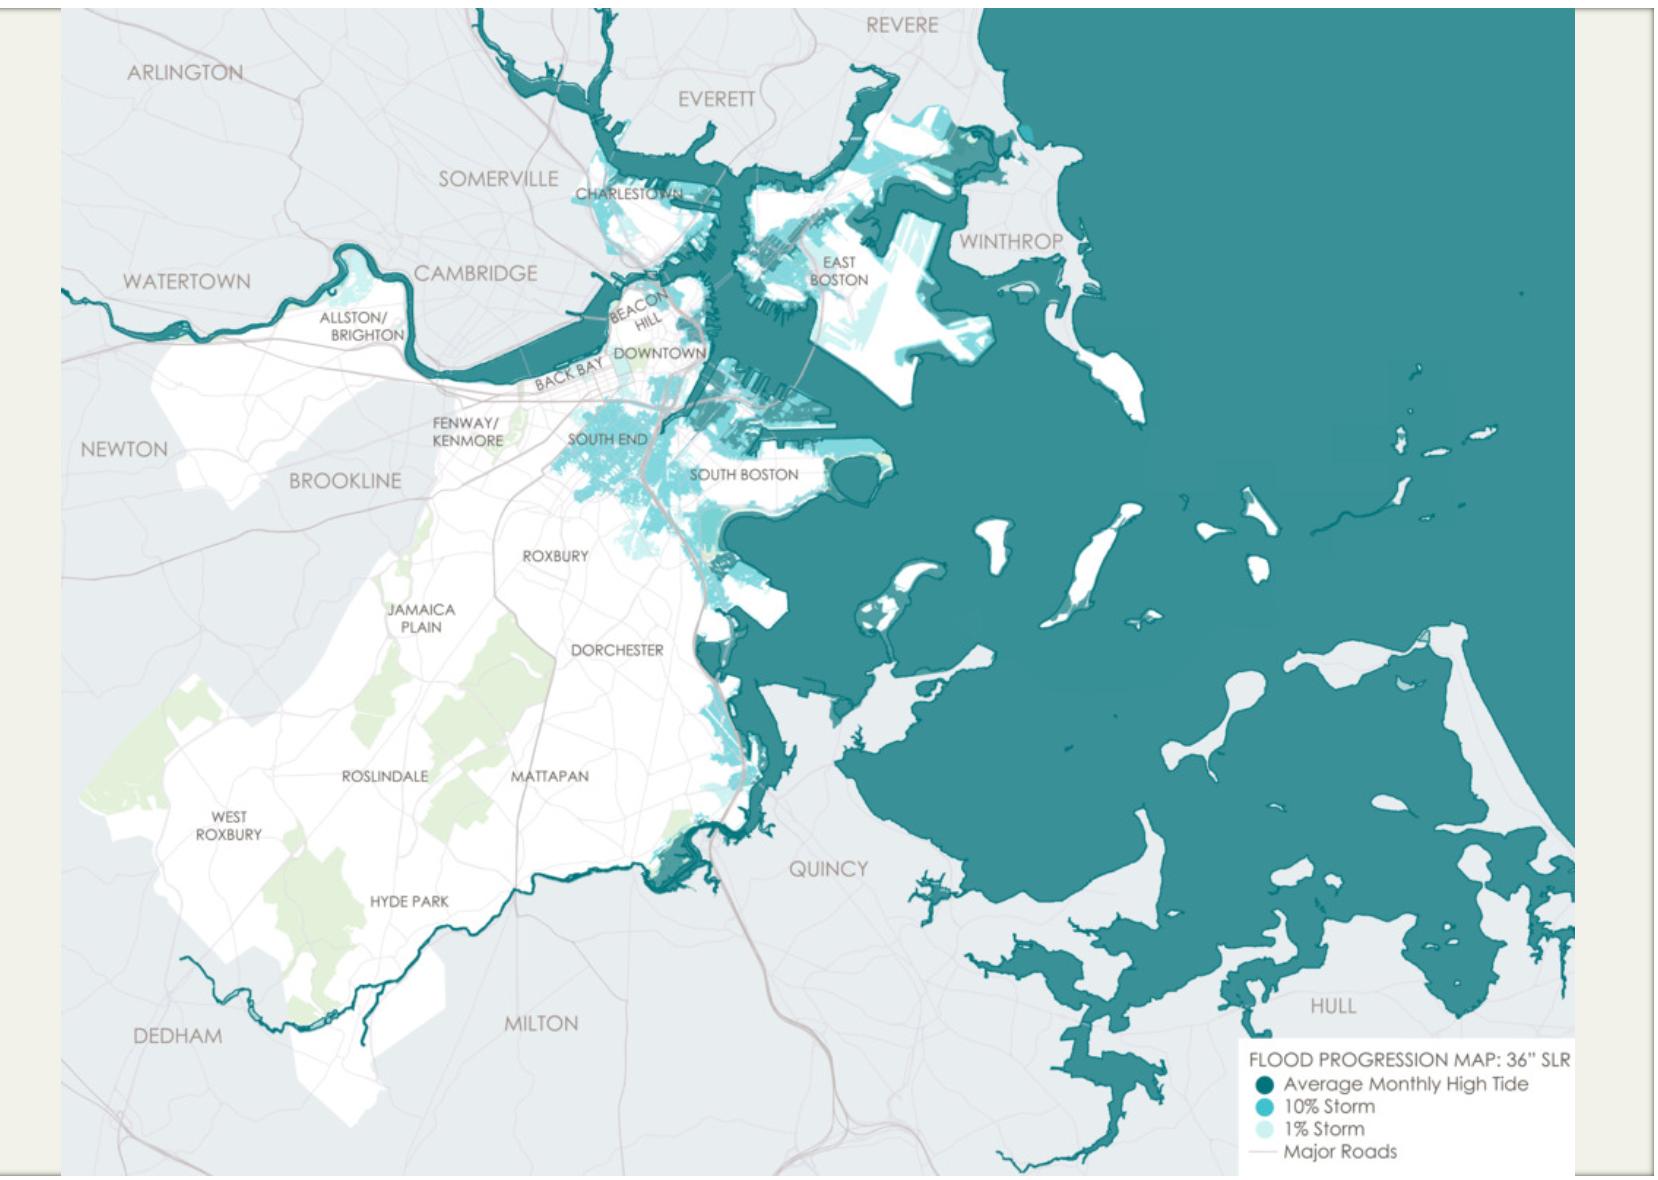 REVERE
ARLINGTON
EVERETT
SOMERVILLE
CHARLESTOWN
WINTHROP
EAST
BOSTON
WATERTOWN
CAMBRIDGE
BEACON
HILL
ALLSTON/
BRIGHTON
DOWNTOWN
BACK BAY
FENWAY/
KENMORE
SOUTH END
NEWTON
BROOKLINE
SOUTH BOSTON
ROXBURY
JAMAICA
PLAIN
DORCHESTER
ROSLINDALE
MATTAPAN
WEST
ROXBURY
QUINCY
HYDE PARK
HULL
DEDHAM
MILTON
FLOOD PROGRESSION MAP: 36” SLR
Average Monthly High Tide
10% Storm
1% Storm
Major Roads